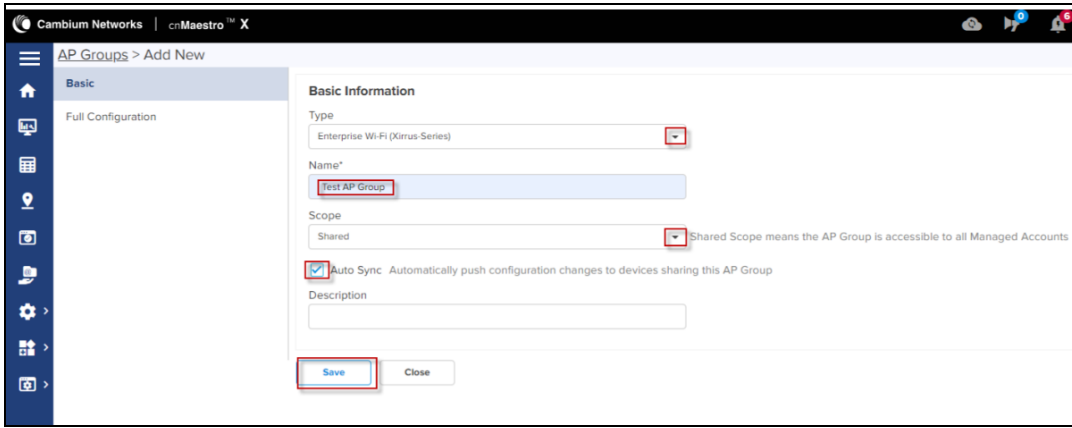 Cambium Networks | cnMaestro™ X
0
6
AP Groups > Add New
Basic
Full Configuration
Basic Information
Type
Enterprise Wi-Fi (Xirrus-Series)
Name*
Test AP Group
Scope
Shared
Shared Scope means the AP Group is accessible to all Managed Accounts
Auto Sync Automatically push configuration changes to devices sharing this AP Group
Description
Save Close